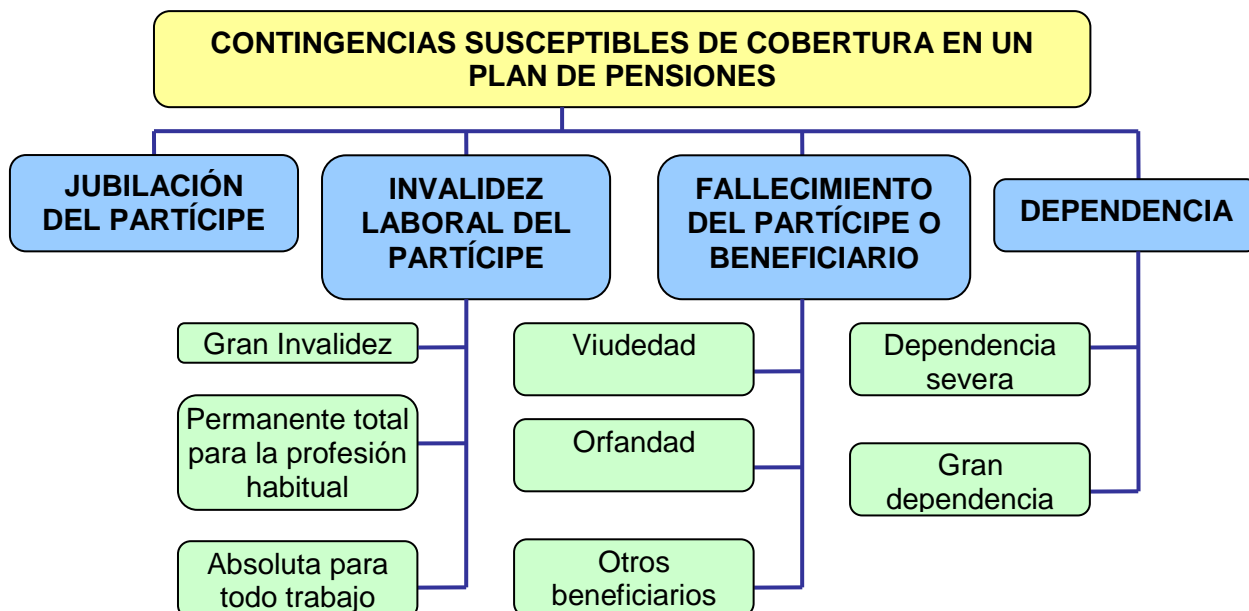 CONTINGENCIAS SUSCEPTIBLES DE COBERTURA EN UN
PLAN DE PENSIONES
JUBILACIÓN
DEL PARTÍCIPE
INVALIDEZ
LABORAL DEL
PARTÍCIPE
FALLECIMIENTO
DEL PARTÍCIPE O
BENEFICIARIO
DEPENDENCIA
Gran Invalidez
Permanente total
para la profesión
habitual
Absoluta para
todo trabajo
Viudedad
Orfandad
Otros
beneficiarios
Dependencia
severa
Gran
dependencia